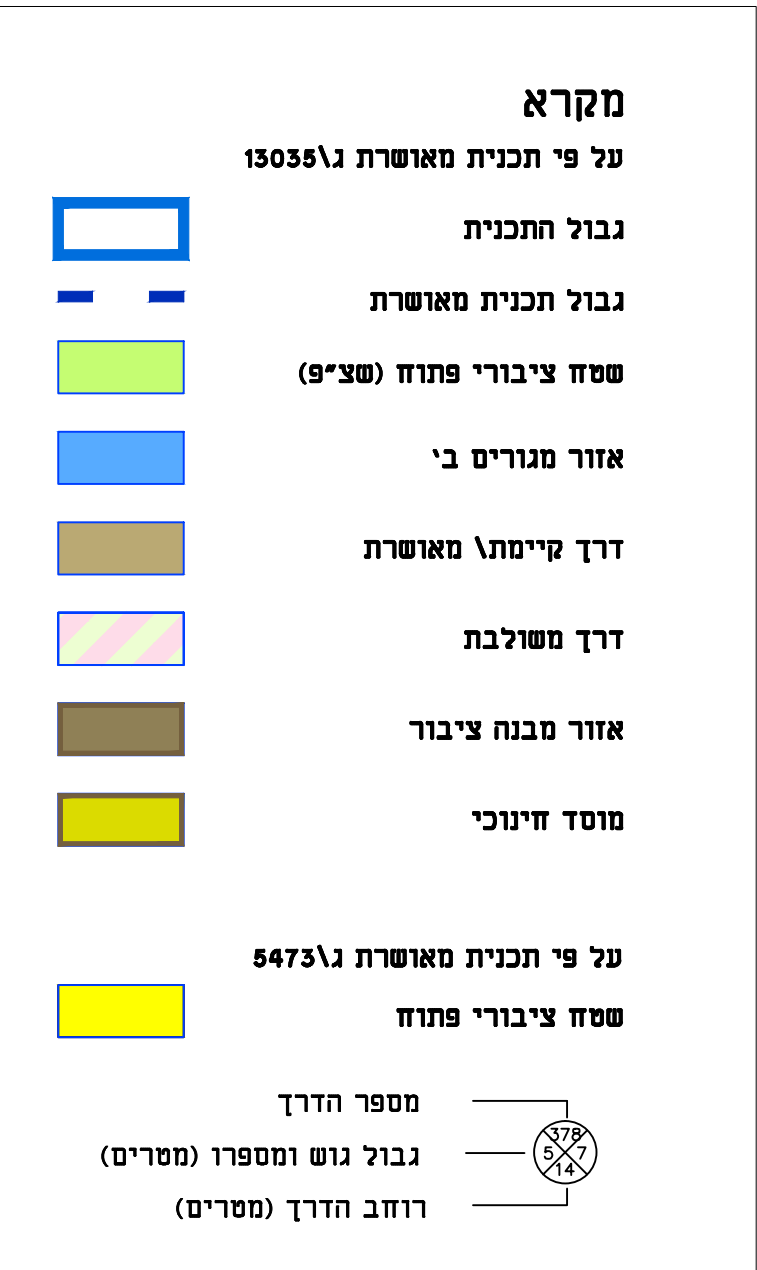 מקרא
על פי תכנית מאושרת ג\13035
גבול התכנית
גבול תכנית מאושרת
שטח ציבורי פתוח (שצ״פ)
אזור מגורים ב'
דרך קיימת\ מאושרת
דרך משולבת
אזור מבנה ציבור
מוסד חינוכי
על פי תכנית מאושרת ג\5473
שטח ציבורי פתוח
מספר הדרך
378
גבול גוש ומספרו (מטרים)
5 7
14
רוחב הדרך (מטרים)